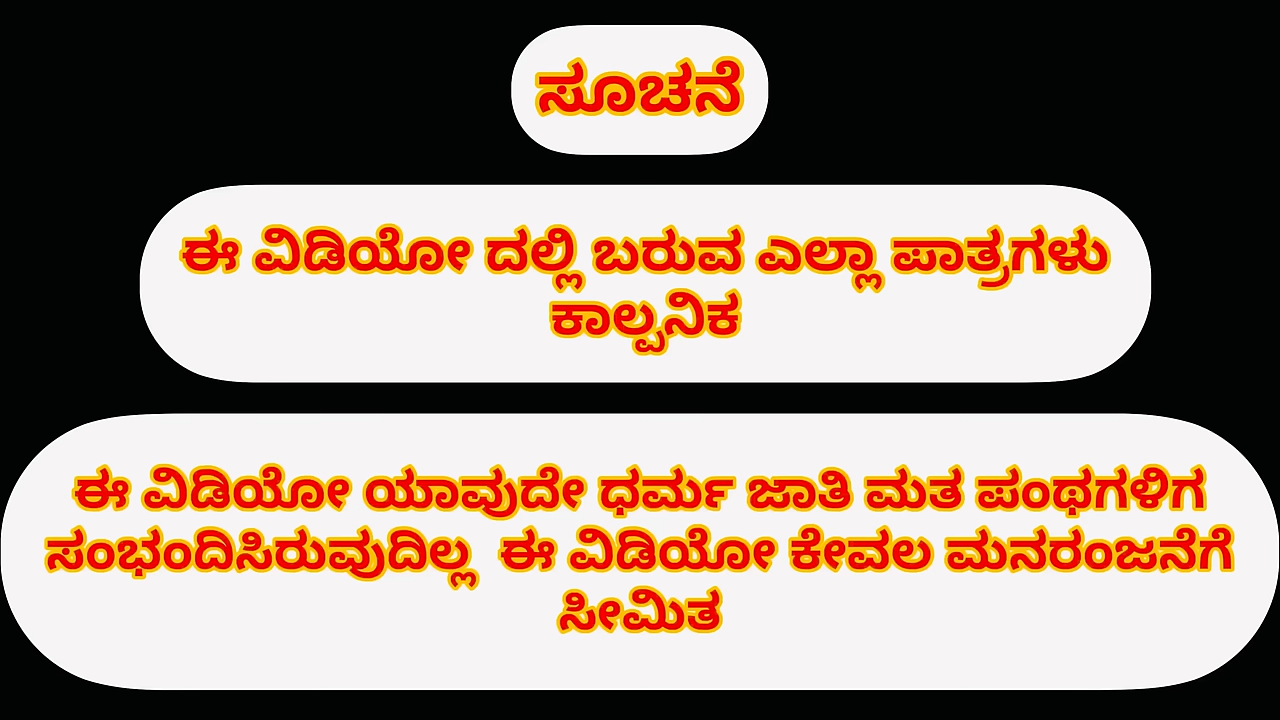 ಸೂಚನೆ
ಈ ವಿಡಿಯೋ ದಲ್ಲಿ ಬರುವ ಎಲ್ಲಾ ಪಾತ್ರಗಳು
ಕಾಲ್ಪನಿಕ
ಈ ವಿಡಿಯೋ ಯಾವುದೇ ಧರ್ಮ ಜಾತಿ ಮತ ಪಂಥಗಳಿಗ
ಸಂಭಂದಿಸಿರುವುದಿಲ್ಲ ಈ ವಿಡಿಯೋ ಕೇವಲ ಮನರಂಜನೆಗೆ
ಸೀಮಿತ